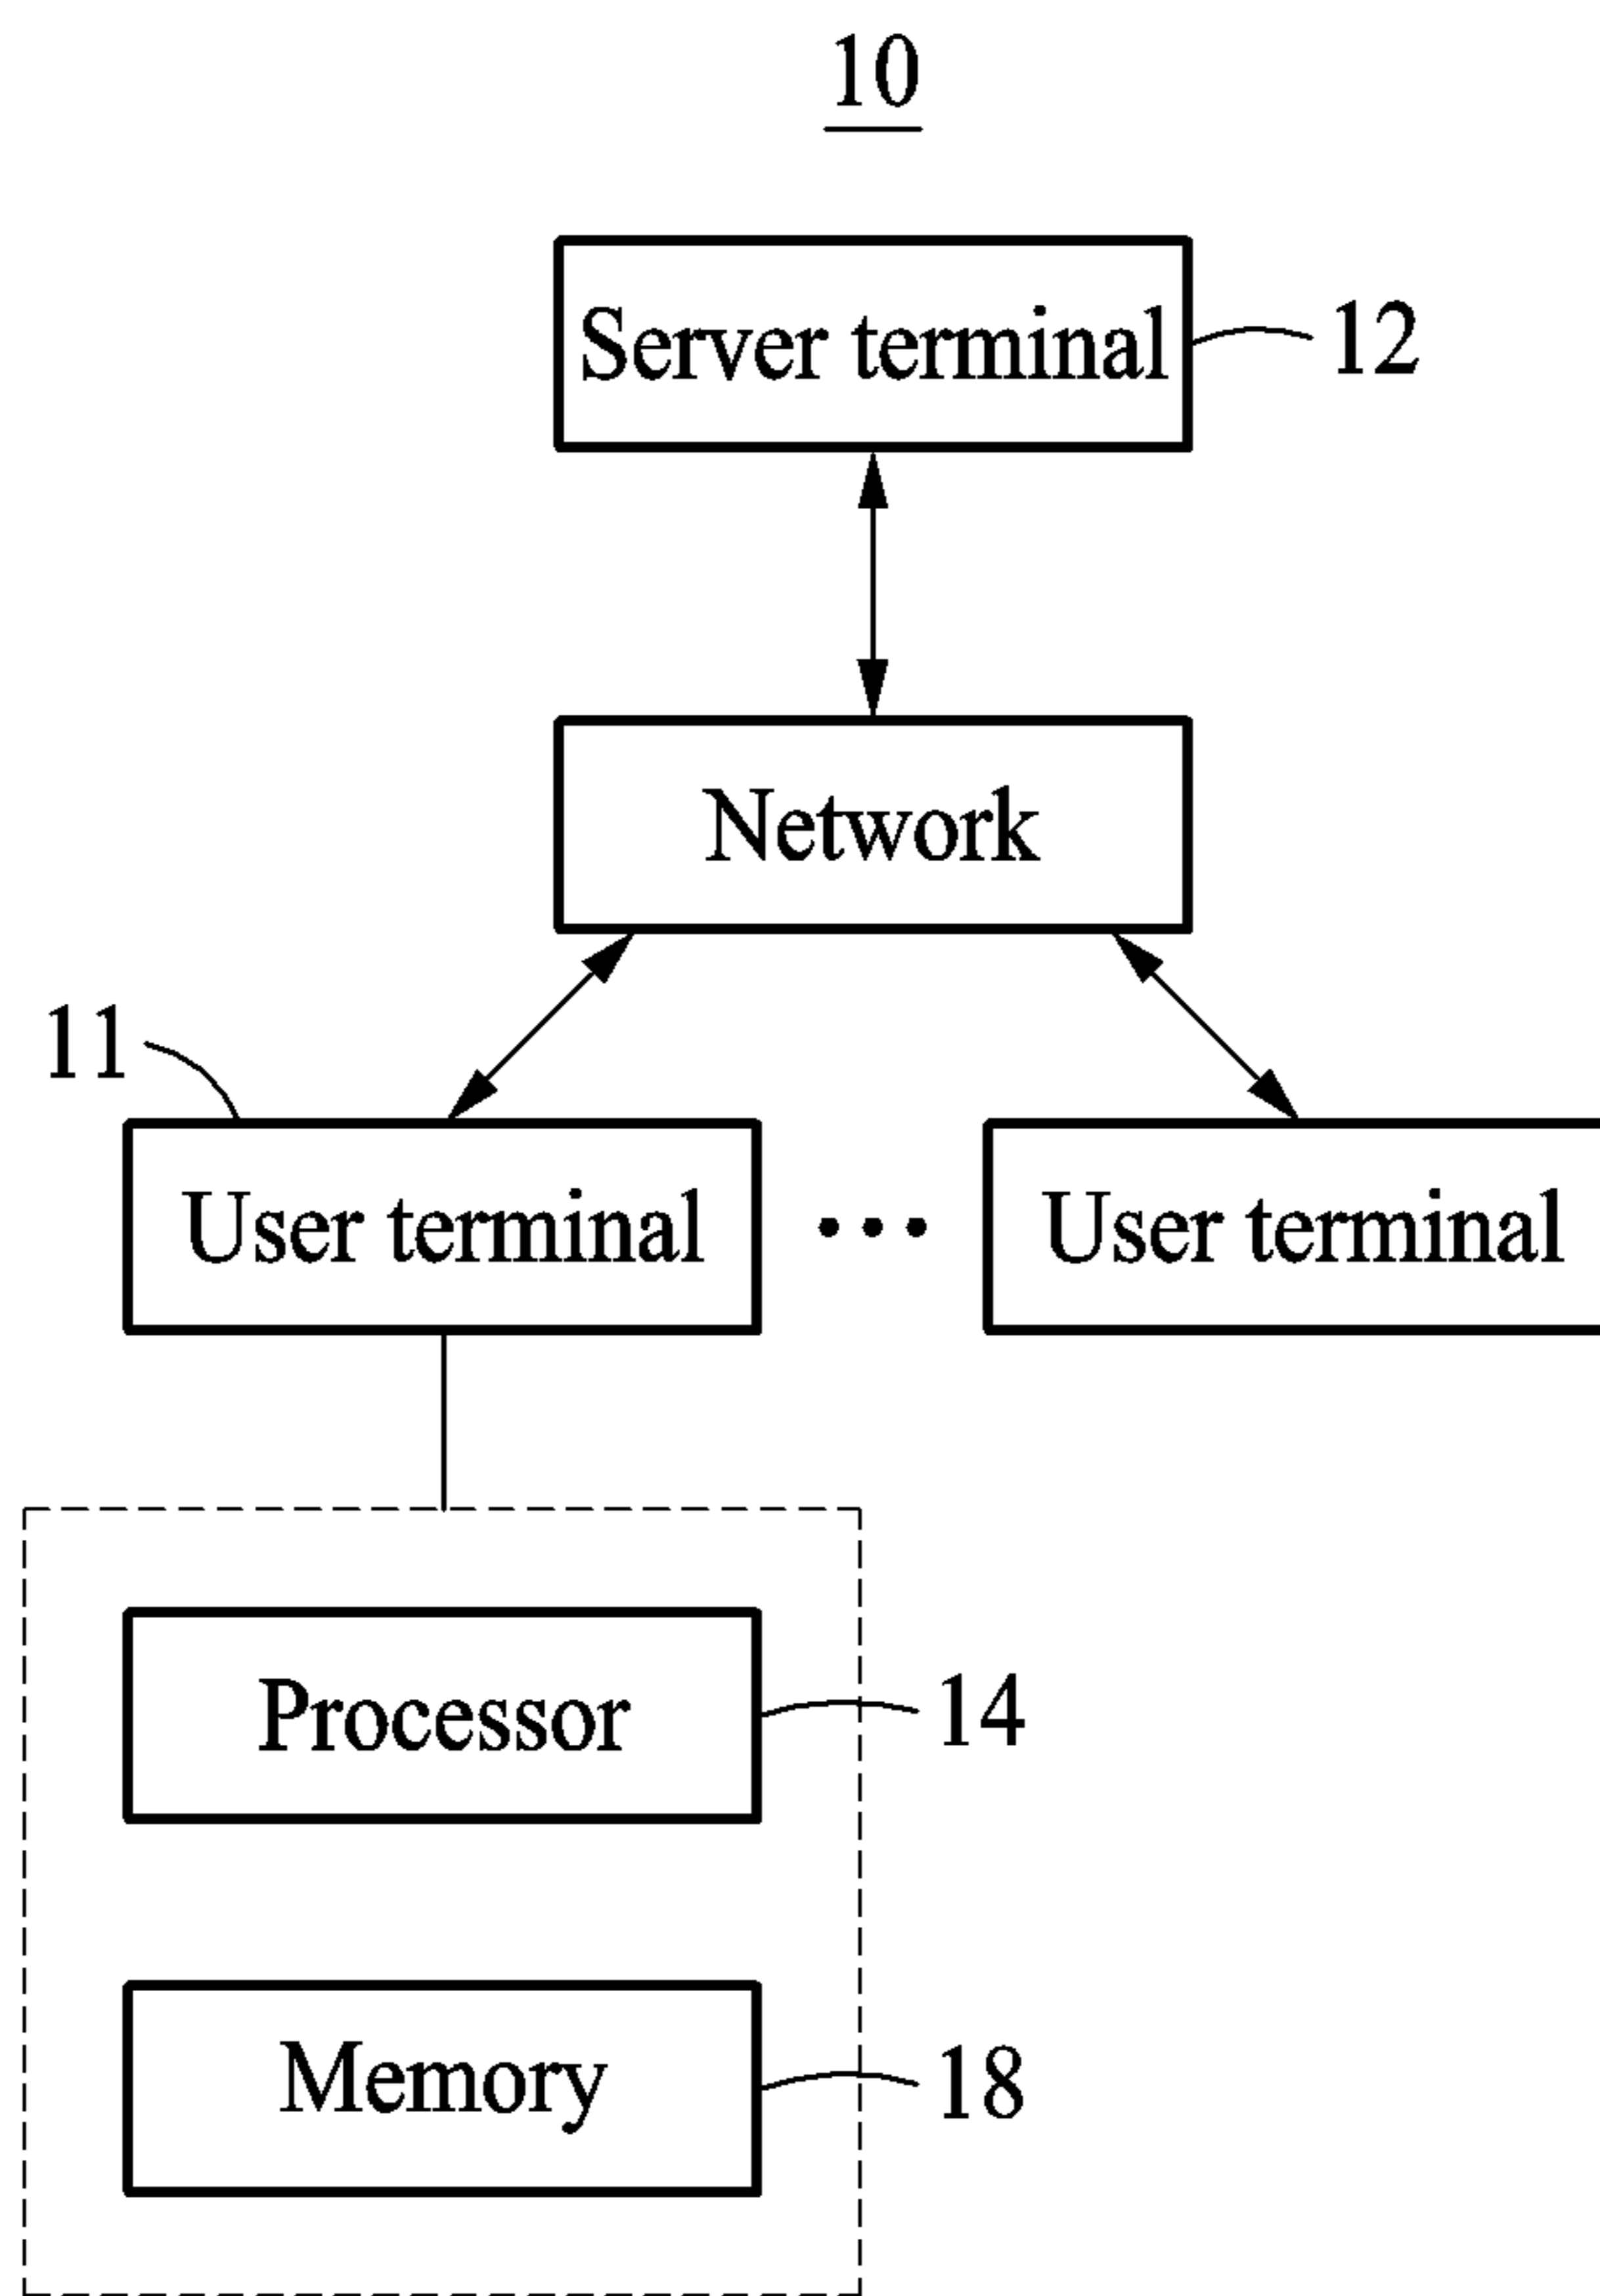 10
Server terminal
12
Network
11
User terminal
...
User terminal
Processor
14
Memory
18